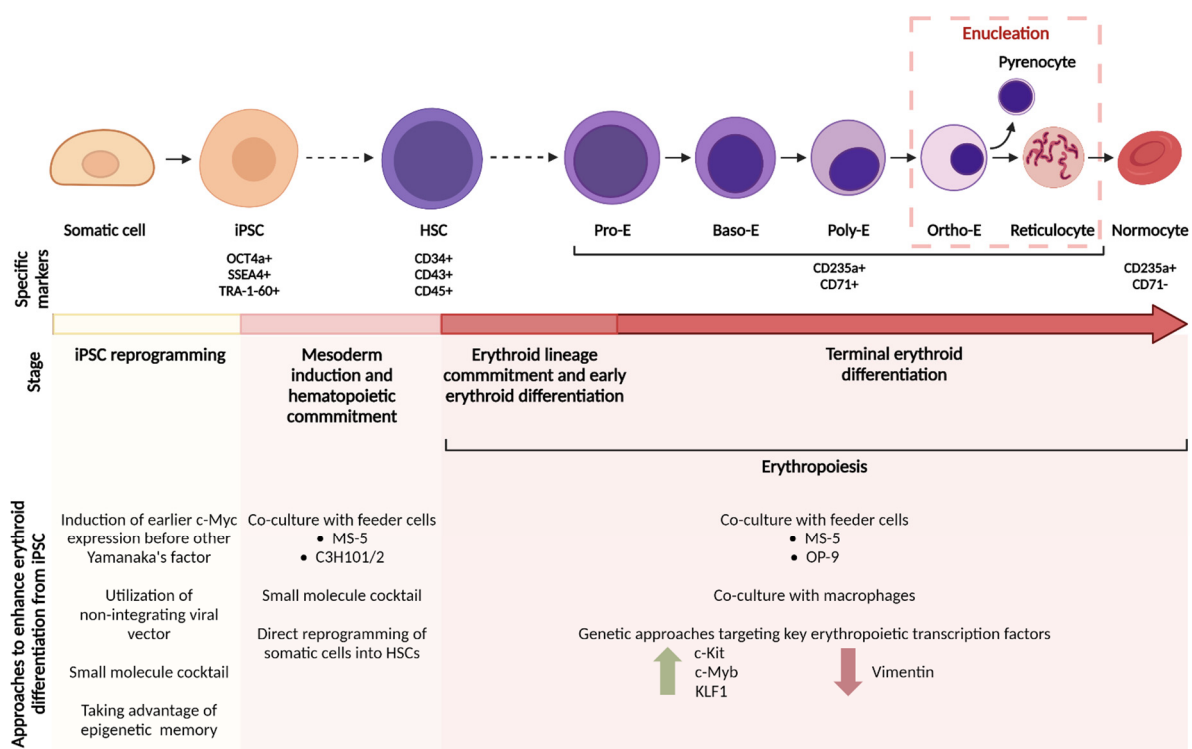 Enucleation
Pyrenocyte
Somatic cell
iPSC
HSC
Pro-E
Baso-E
Poly-E
Ortho-E
Reticulocyte
Normocyte
Specific
markers
OCT4a+
SSEA4+
TRA-1-60+
CD34+
CD43+
CD45+
CD235a+
CD71+
CD235a+
CD71-
Stage
iPSC reprogramming
Mesoderm
induction and
hematopoietic
commmitment
Erythroid lineage
commmitment and early
erythroid differentiation
Terminal erythroid
differentiation
Erythropoiesis
Approaches to enhance erythroid
differentiation from iPSC
Induction of earlier c-Myc
expression before other
Yamanaka's factor
Utilization of
non-integrating viral
vector
Small molecule cocktail
Taking advantage of
epigenetic memory
Co-culture with feeder cells
• MS-5
• C3H101/2
Small molecule cocktail
Direct reprogramming of
somatic cells into HSCs
Co-culture with feeder cells
• MS-5
• OP-9
Co-culture with macrophages
Genetic approaches targeting key erythropoietic transcription factors
c-Kit
c-Myb
KLF1
Vimentin